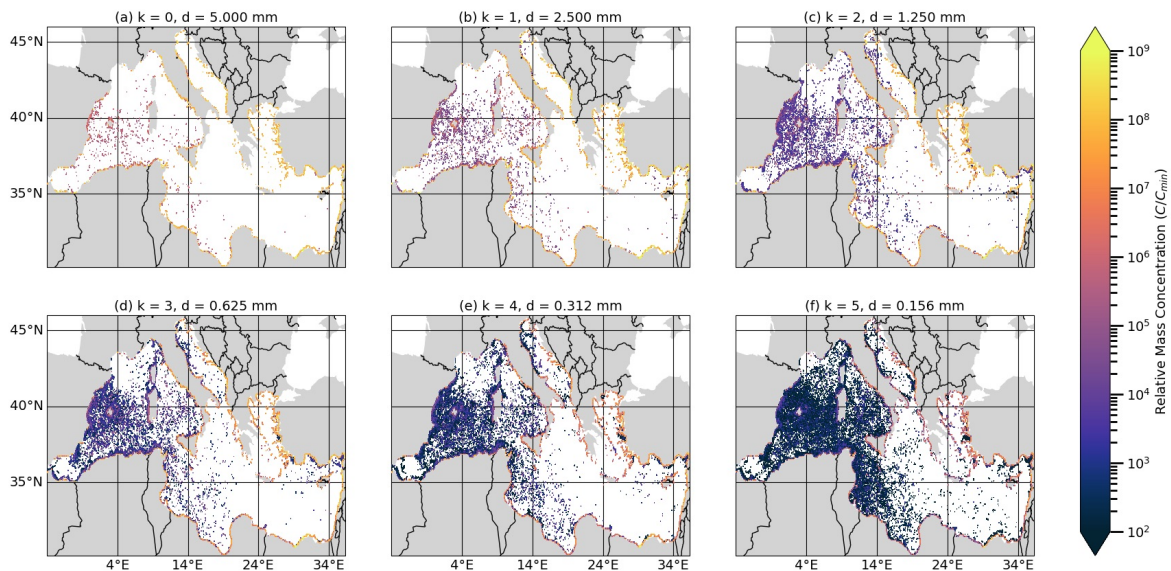 (a) k = 0, d = 5.000 mm
(b) k = 1, d = 2.500 mm
(c) k = 2, d = 1.250 mm
45°N
40°N
35°N
(d) k = 3, d = 0.625 mm
(e) k = 4, d = 0.312 mm
(f) k = 5, d = 0.156 mm
45°N
40°N
35°N
4°E 14°E 24°E 34°E
4°E 14°E 24°E 34°E
4°E 14°E 24°E 34°E
10⁹
10⁸
10⁷
10⁶
10⁵
10⁴
10³
10²
Relative Mass Concentration (C/Cmin)